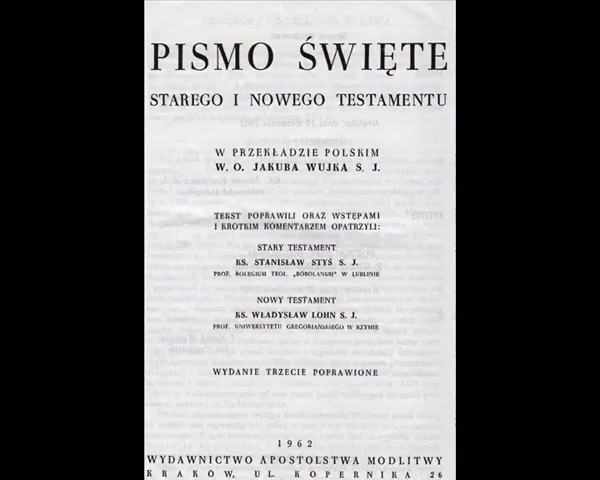 PISMO ŚWIĘTE
STAREGO I NOWEGO TESTAMENTU
W PRZEKŁADZIE POLSKIM
W. O. JAKUBA WUJKA S. J.
TEKST POPRAWILI ORAZ WSTĘPAMI
I KRÓTKIM KOMENTARZEM OPATRZYLI:
STARY TESTAMENT
KS. STANISŁAW STYŚ S. J.
PROF. KOLEGIUM TEOL. „BOBOLANUM" W LUBLINIE
NOWY TESTAMENT
KS. WŁADYSŁAW LOHN S. J.
PROF. UNIWERSYTETU GREGORIAŃSKIEGO W RZYMIE
WYDANIE TRZECIE POPRAWIONE
1962
WYDAWNICTWO APOSTOLSTWA MODLITWY
KRAKÓW, UL. KOPERNIKA 26